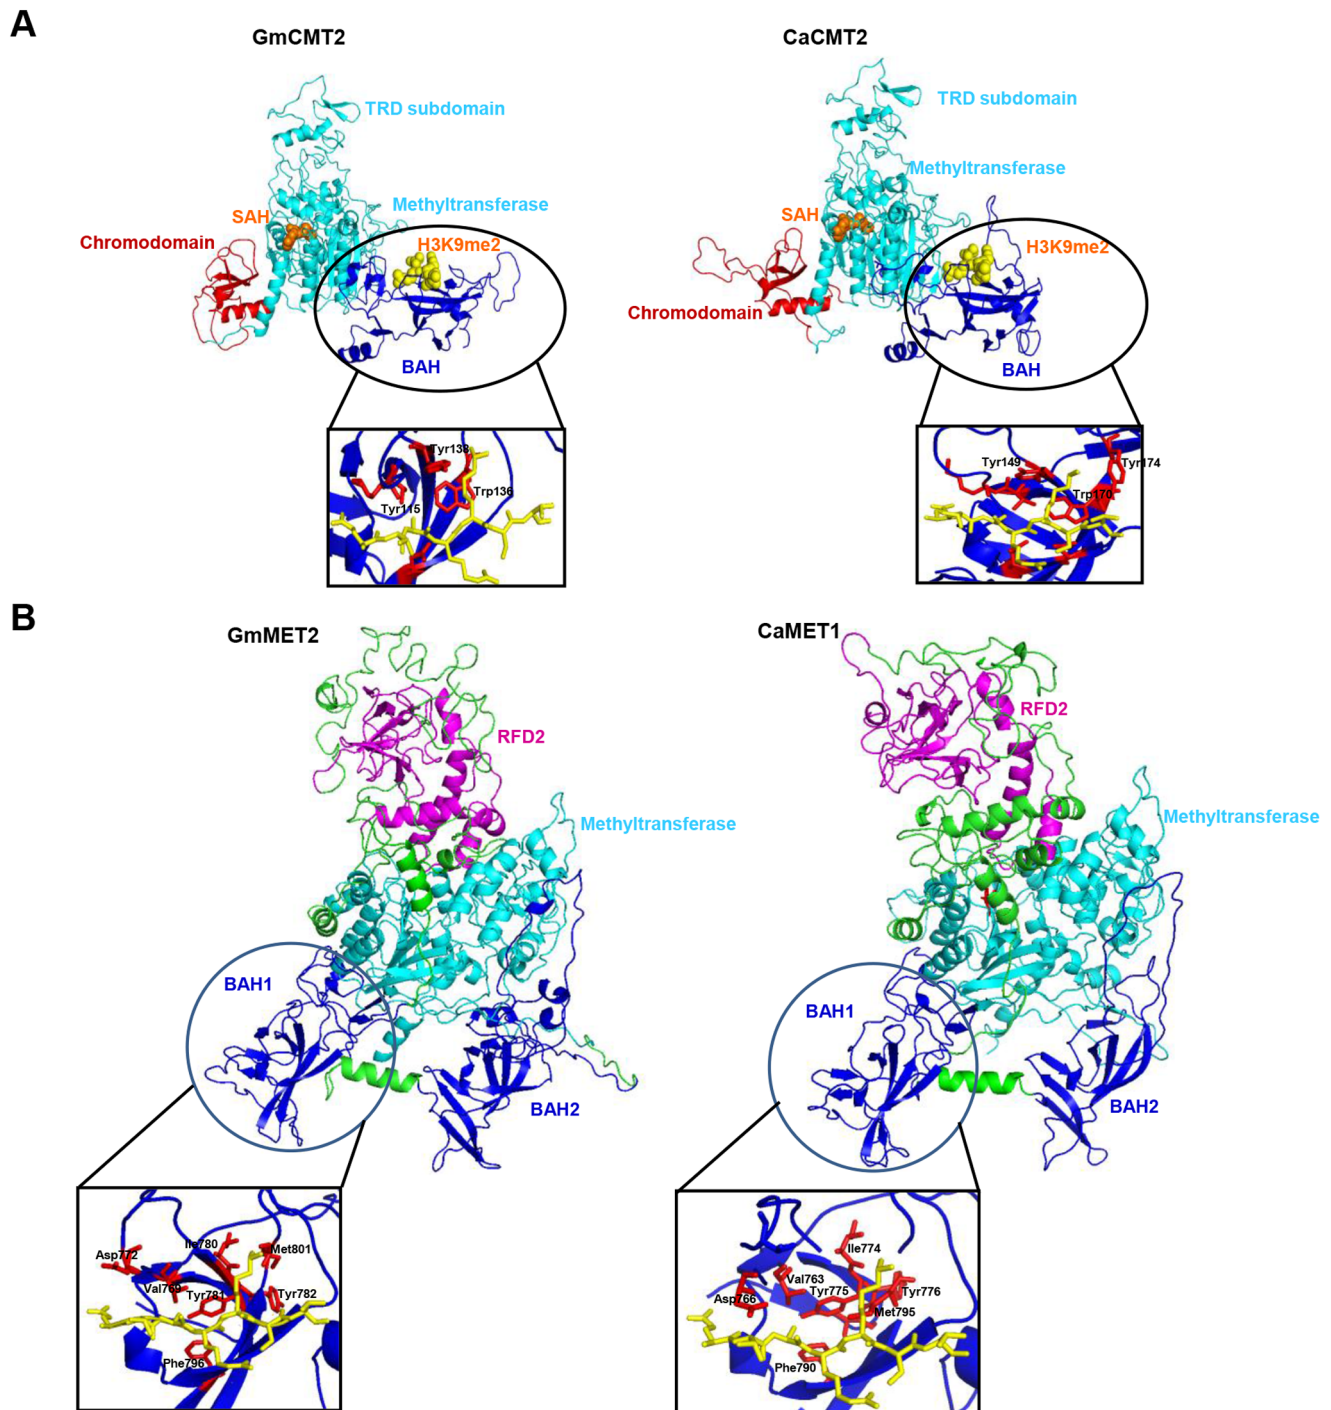 A
GmCMT2
CaCMT2
TRD subdomain
TRD subdomain
Methyltransferase
Methyltransferase
SAH
SAH
Chromodomain
H3K9me2
H3K9me2
Chromodomain
BAH
BAH
Tyr138
Trp136
Tyr115
Tyr149
Tyr174
Trp170
B
GmMET2
CaMET1
RFD2
RFD2
Methyltransferase
Methyltransferase
BAH1
BAH1
BAH2
BAH2
Asp772
Ile780
Met801
Val769
Tyr781
Tyr782
Phe796
Ile774
Val763
Asp766
Tyr775
Tyr776
Met795
Phe790